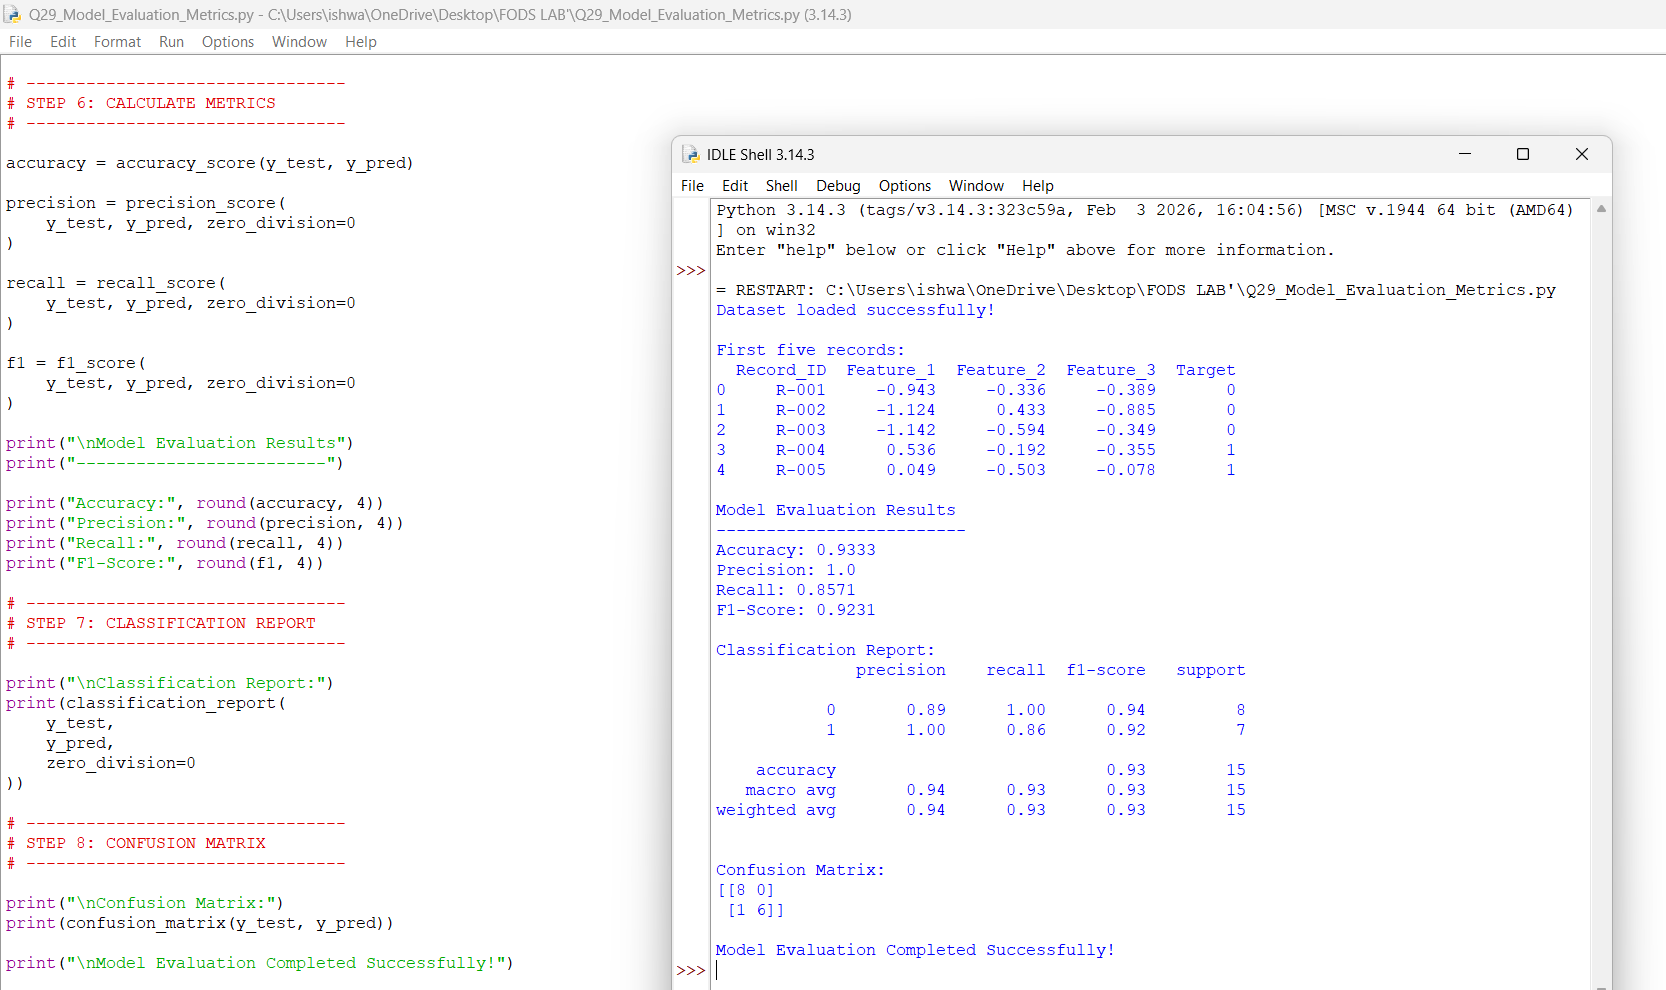 Q29_Model_Evaluation_Metrics.py - C:\Users\ishwa\OneDrive\Desktop\FODS LAB'\Q29_Model_Evaluation_Metrics.py (3.14.3)
File Edit Format Run Options Window Help
# --------------------------------
# STEP 6: CALCULATE METRICS
# --------------------------------

accuracy = accuracy_score(y_test, y_pred)

precision = precision_score(
    y_test, y_pred, zero_division=0
)

recall = recall_score(
    y_test, y_pred, zero_division=0
)

f1 = f1_score(
    y_test, y_pred, zero_division=0
)

print("\nModel Evaluation Results")
print("-------------------------")

print("Accuracy:", round(accuracy, 4))
print("Precision:", round(precision, 4))
print("Recall:", round(recall, 4))
print("F1-Score:", round(f1, 4))

# --------------------------------
# STEP 7: CLASSIFICATION REPORT
# --------------------------------

print("\nClassification Report:")
print(classification_report(
    y_test,
    y_pred,
    zero_division=0
))

# --------------------------------
# STEP 8: CONFUSION MATRIX
# --------------------------------

print("\nConfusion Matrix:")
print(confusion_matrix(y_test, y_pred))

print("\nModel Evaluation Completed Successfully!")
IDLE Shell 3.14.3
File Edit Shell Debug Options Window Help
Python 3.14.3 (tags/v3.14.3:323c59a, Feb  3 2026, 16:04:56) [MSC v.1944 64 bit (AMD64)
] on win32
Enter "help" below or click "Help" above for more information.
>>>
= RESTART: C:\Users\ishwa\OneDrive\Desktop\FODS LAB'\Q29_Model_Evaluation_Metrics.py
Dataset loaded successfully!

First five records:
  Record_ID  Feature_1  Feature_2  Feature_3  Target
0     R-001     -0.943     -0.336     -0.389       0
1     R-002     -1.124      0.433     -0.885       0
2     R-003     -1.142     -0.594     -0.349       0
3     R-004      0.536     -0.192     -0.355       1
4     R-005      0.049     -0.503     -0.078       1

Model Evaluation Results
-------------------------
Accuracy: 0.9333
Precision: 1.0
Recall: 0.8571
F1-Score: 0.9231

Classification Report:
              precision    recall  f1-score   support

           0       0.89      1.00      0.94         8
           1       1.00      0.86      0.92         7

    accuracy                           0.93        15
   macro avg       0.94      0.93      0.93        15
weighted avg       0.94      0.93      0.93        15


Confusion Matrix:
[[8 0]
 [1 6]]

Model Evaluation Completed Successfully!
>>>